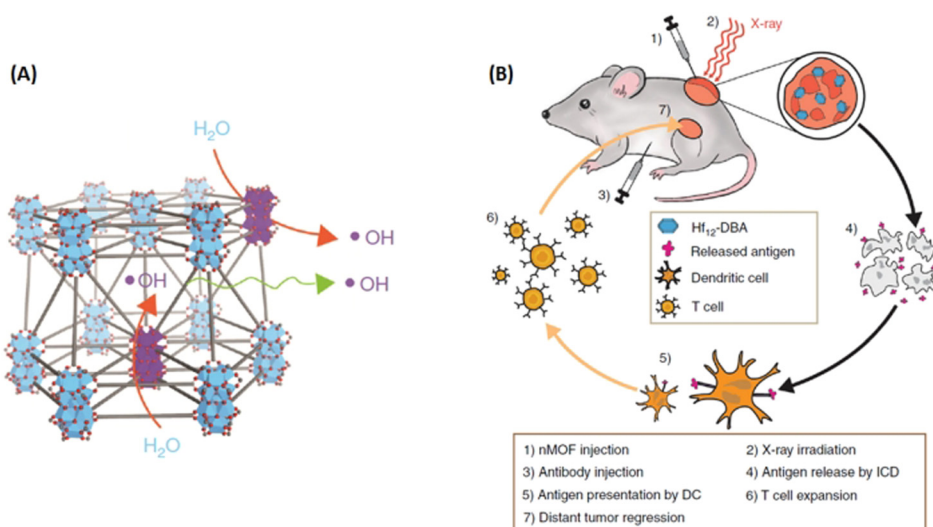 (A)
H₂O
• OH
• OH
• OH
H₂O
(B)
1)
2)
X-ray
7)
3)
6)
4)
5)
Hf₁₂-DBA
Released antigen
Dendritic cell
T cell
1) nMOF injection
2) X-ray irradiation
3) Antibody injection
4) Antigen release by ICD
5) Antigen presentation by DC
6) T cell expansion
7) Distant tumor regression